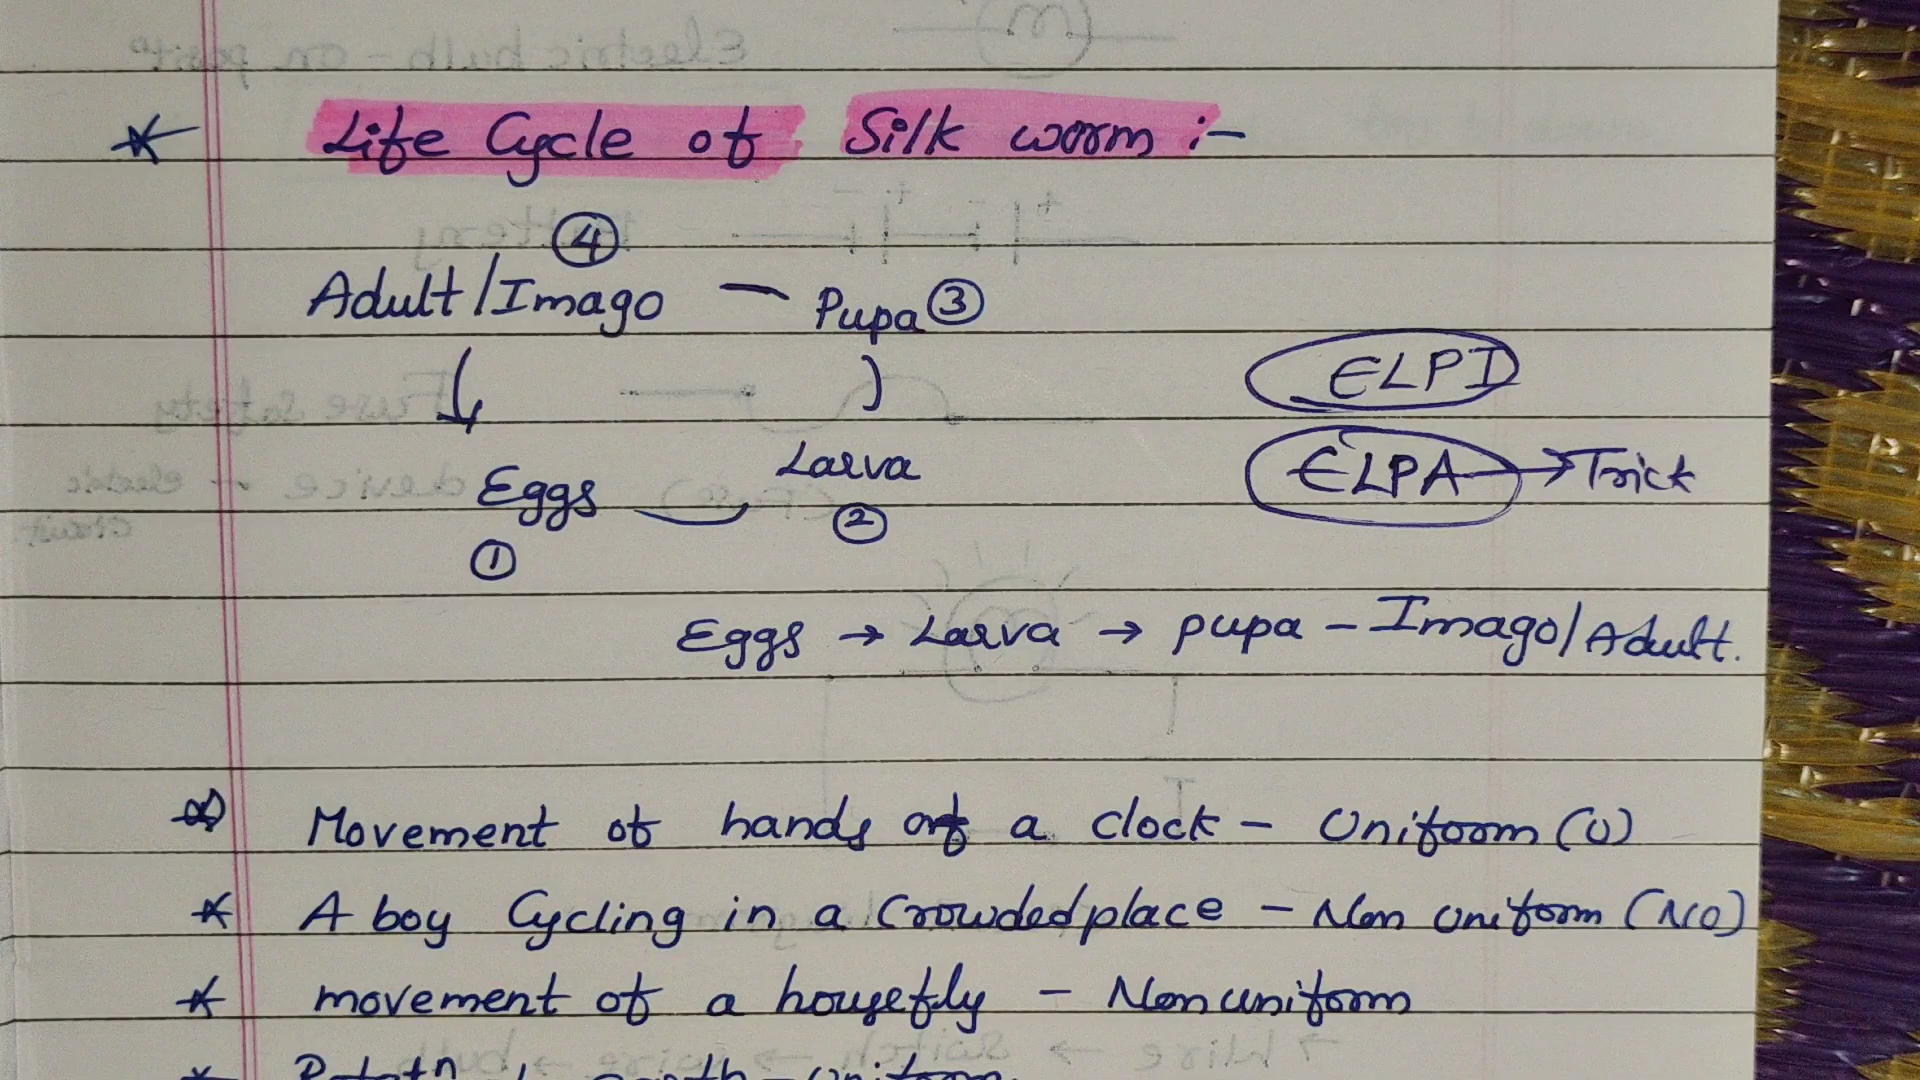 * Life Cycle of Silk worm :-
④
Adult/Imago — Pupa ③
ELPI
Larva
ELPA → Trick
Eggs
②
①
Eggs → Larva → pupa - Imago/Adult.
Movement of hands of a clock - Uniform (U)
* A boy Cycling in a Crowded place - Non Uniform (NU)
* movement of a housefly - Non uniform
* earth - uniform